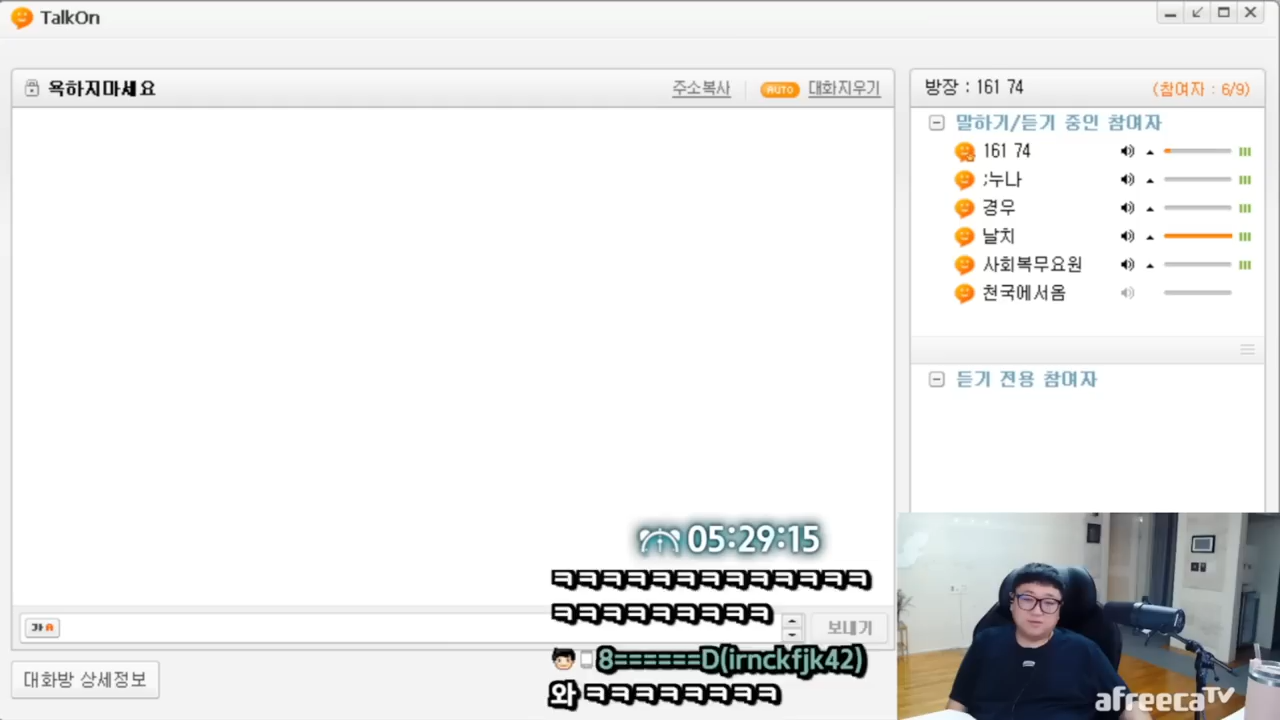 TalkOn
욕하지마세요
주소복사
AUTO
대화지우기
방장 : 161 74
(참여자 : 6/9)
말하기/듣기 중인 참여자
161 74
;누나
경우
날치
사회복무요원
천국에서옴
듣기 전용 참여자
05:29:15
ㅋㅋㅋㅋㅋㅋㅋㅋㅋㅋㅋㅋㅋ
ㅋㅋㅋㅋㅋㅋㅋㅋㅋ
가A
보내기
8======D(irnckfjk42)
와 ㅋㅋㅋㅋㅋㅋㅋㅋ
대화방 상세정보
afreecaTV